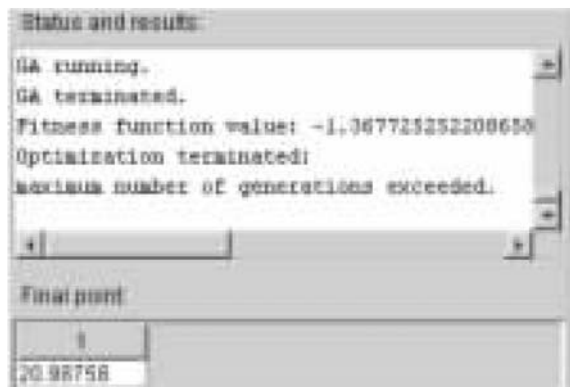 Status and results:
GA running.
GA terminated.
Fitness function value: -1.367725252208658
Optimization terminated:
maximum number of generations exceeded.
Final point:
1
20.98758